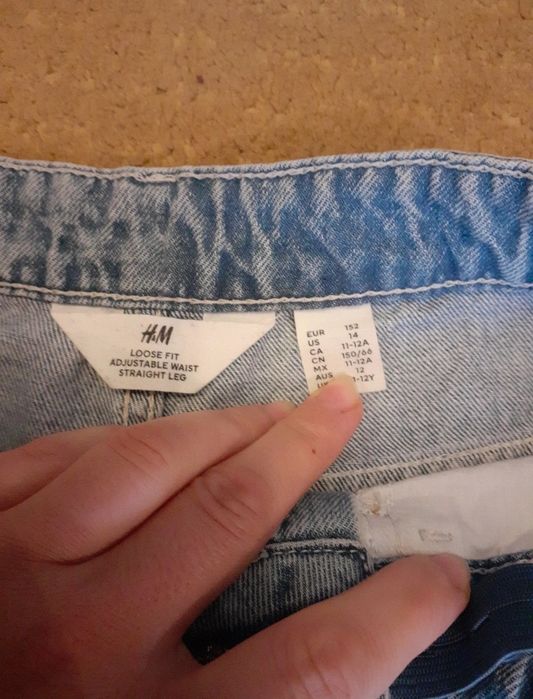 H&M
LOOSE FIT
ADJUSTABLE WAIST
STRAIGHT LEG
EUR 152
US 14
CA 11-12A
CN 150/66
MX 11-12A
AUS 12